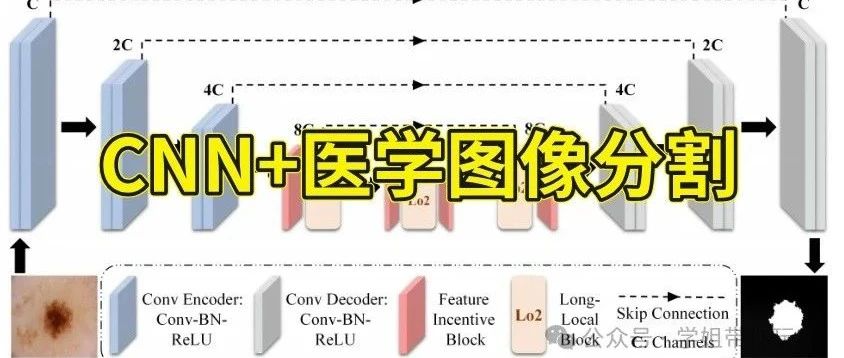 C
C
2C
2C
4C
4C
8C
8C
CNN+医学图像分割
Lo2
Conv Encoder:
Conv-BN-
ReLU
Conv Decoder:
Conv-BN-
ReLU
Feature
Incentive
Block
Lo2
Long-
Local
Block
Skip Connection
C: Channels
公众号 学姐带